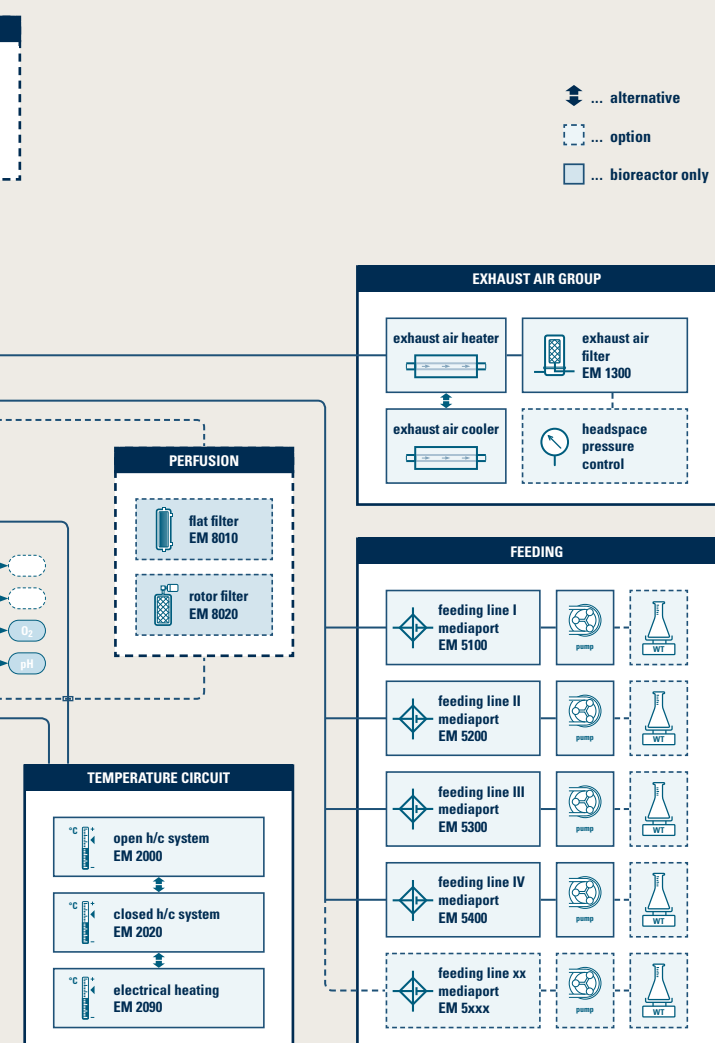 ... alternative
... option
... bioreactor only
EXHAUST AIR GROUP
exhaust air heater
exhaust air
filter
EM 1300
exhaust air cooler
headspace
pressure
control
PERFUSION
flat filter
EM 8010
rotor filter
EM 8020
O₂
pH
FEEDING
feeding line I
mediaport
EM 5100
pump
WT
feeding line II
mediaport
EM 5200
pump
WT
feeding line III
mediaport
EM 5300
pump
WT
feeding line IV
mediaport
EM 5400
pump
WT
feeding line xx
mediaport
EM 5xxx
pump
WT
TEMPERATURE CIRCUIT
°C
+
-
open h/c system
EM 2000
°C
+
-
closed h/c system
EM 2020
°C
+
-
electrical heating
EM 2090